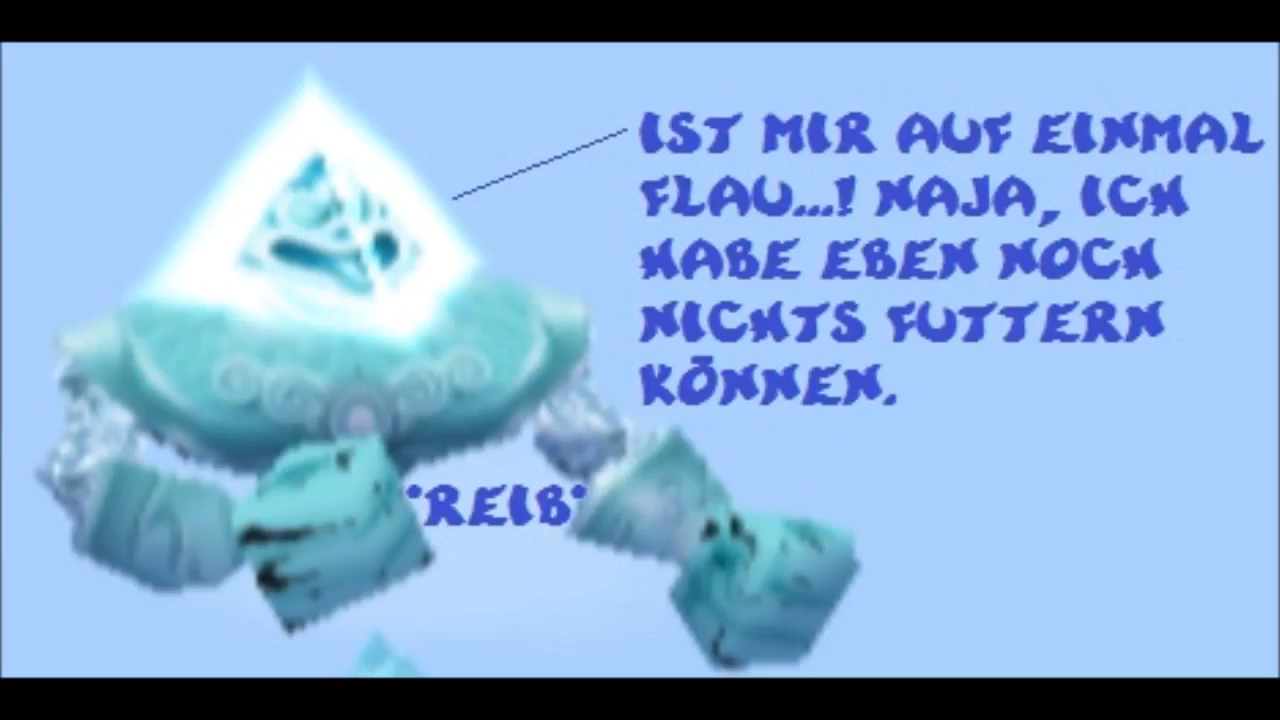 IST MIR AUF EINMAL
FLAU...! NAJA, ICH
HABE EBEN NOCH
NICHTS FUTTERN
KÖNNEN.
*REIB*